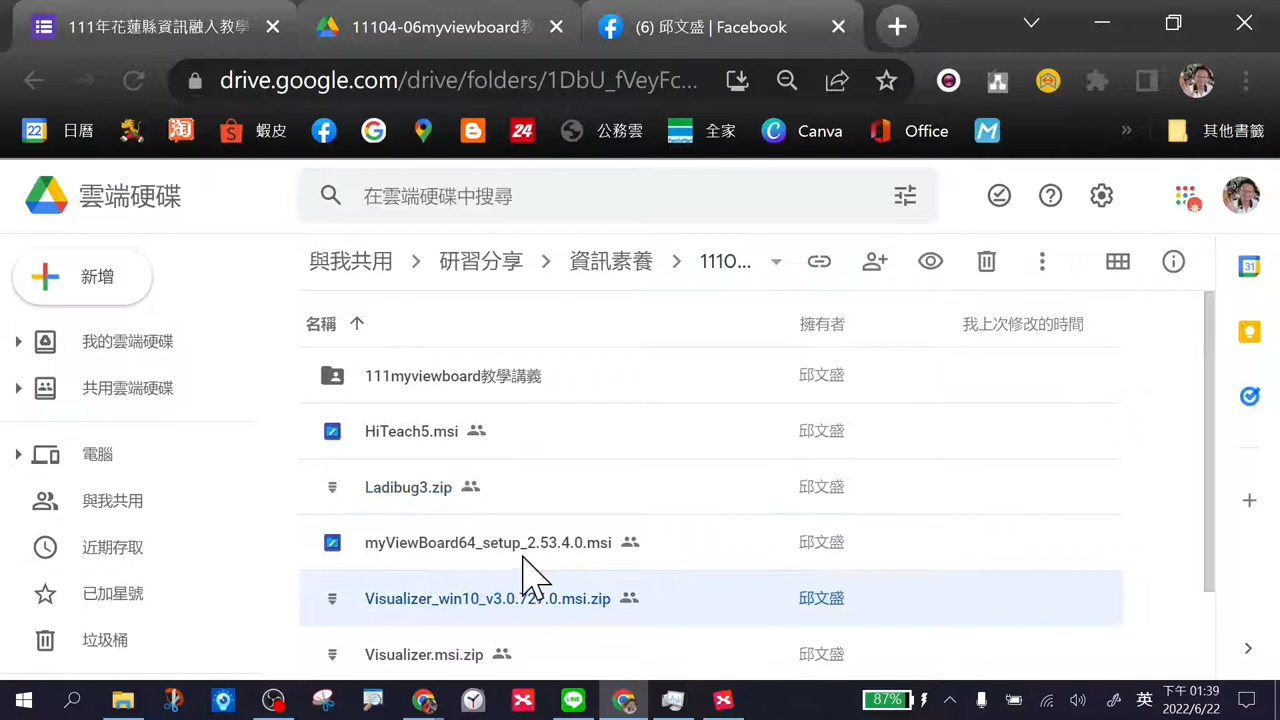 111年花蓮縣資訊融入教學
11104-06myviewboard教
(6) 邱文盛 | Facebook
drive.google.com/drive/folders/1DbU_fVeyFc...
22
日曆
淘
蝦皮
24
公務雲
全家
Canva
Office
M
»
其他書籤
雲端硬碟
在雲端硬碟中搜尋
新增
與我共用
研習分享
資訊素養
1110...
31
名稱
擁有者
我上次修改的時間
我的雲端硬碟
共用雲端硬碟
電腦
與我共用
近期存取
已加星號
垃圾桶
111myviewboard教學講義
邱文盛
HiTeach5.msi
邱文盛
Ladibug3.zip
邱文盛
myViewBoard64_setup_2.53.4.0.msi
邱文盛
Visualizer_win10_v3.0.727.0.msi.zip
邱文盛
Visualizer.msi.zip
邱文盛
87%
英
下午 01:39
2022/6/22